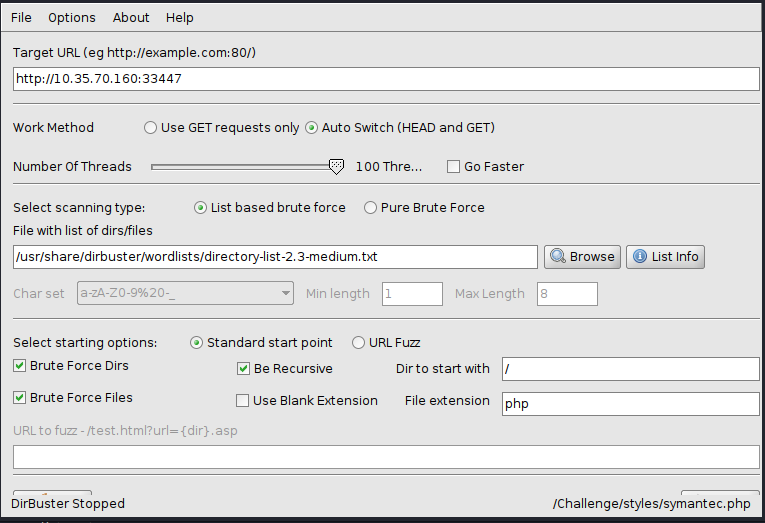 File Options About Help
Target URL (eg http://example.com:80/)
http://10.35.70.160:33447
Work Method Use GET requests only Auto Switch (HEAD and GET)
Number Of Threads 100 Thre... Go Faster
Select scanning type: List based brute force Pure Brute Force
File with list of dirs/files
/usr/share/dirbuster/wordlists/directory-list-2.3-medium.txt Browse List Info
Char set a-zA-Z0-9%20-_ Min length 1 Max Length 8
Select starting options: Standard start point URL Fuzz
Brute Force Dirs Be Recursive Dir to start with /
Brute Force Files Use Blank Extension File extension php
URL to fuzz - /test.html?url={dir}.asp
DirBuster Stopped /Challenge/styles/symantec.php